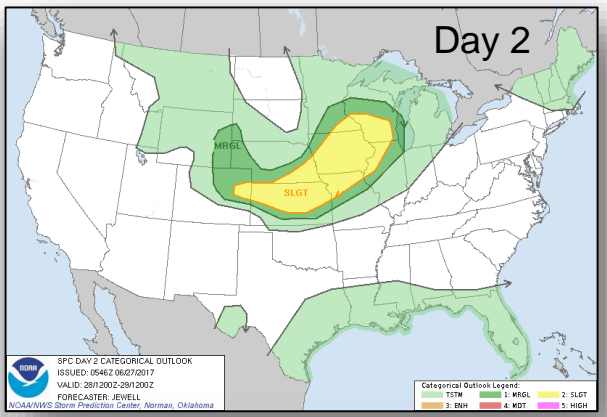 Day 2
MRGL
SLGT
NOAA
SPC DAY 2 CATEGORICAL OUTLOOK
ISSUED: 0546Z 06/27/2017
VALID: 28/1200Z-29/1200Z
FORECASTER: JEWELL
NOAA/NWS Storm Prediction Center, Norman, Oklahoma
Categorical Outlook Legend:
TSTM 1: MRGL 2: SLGT
3: ENH 4: MDT 5: HIGH